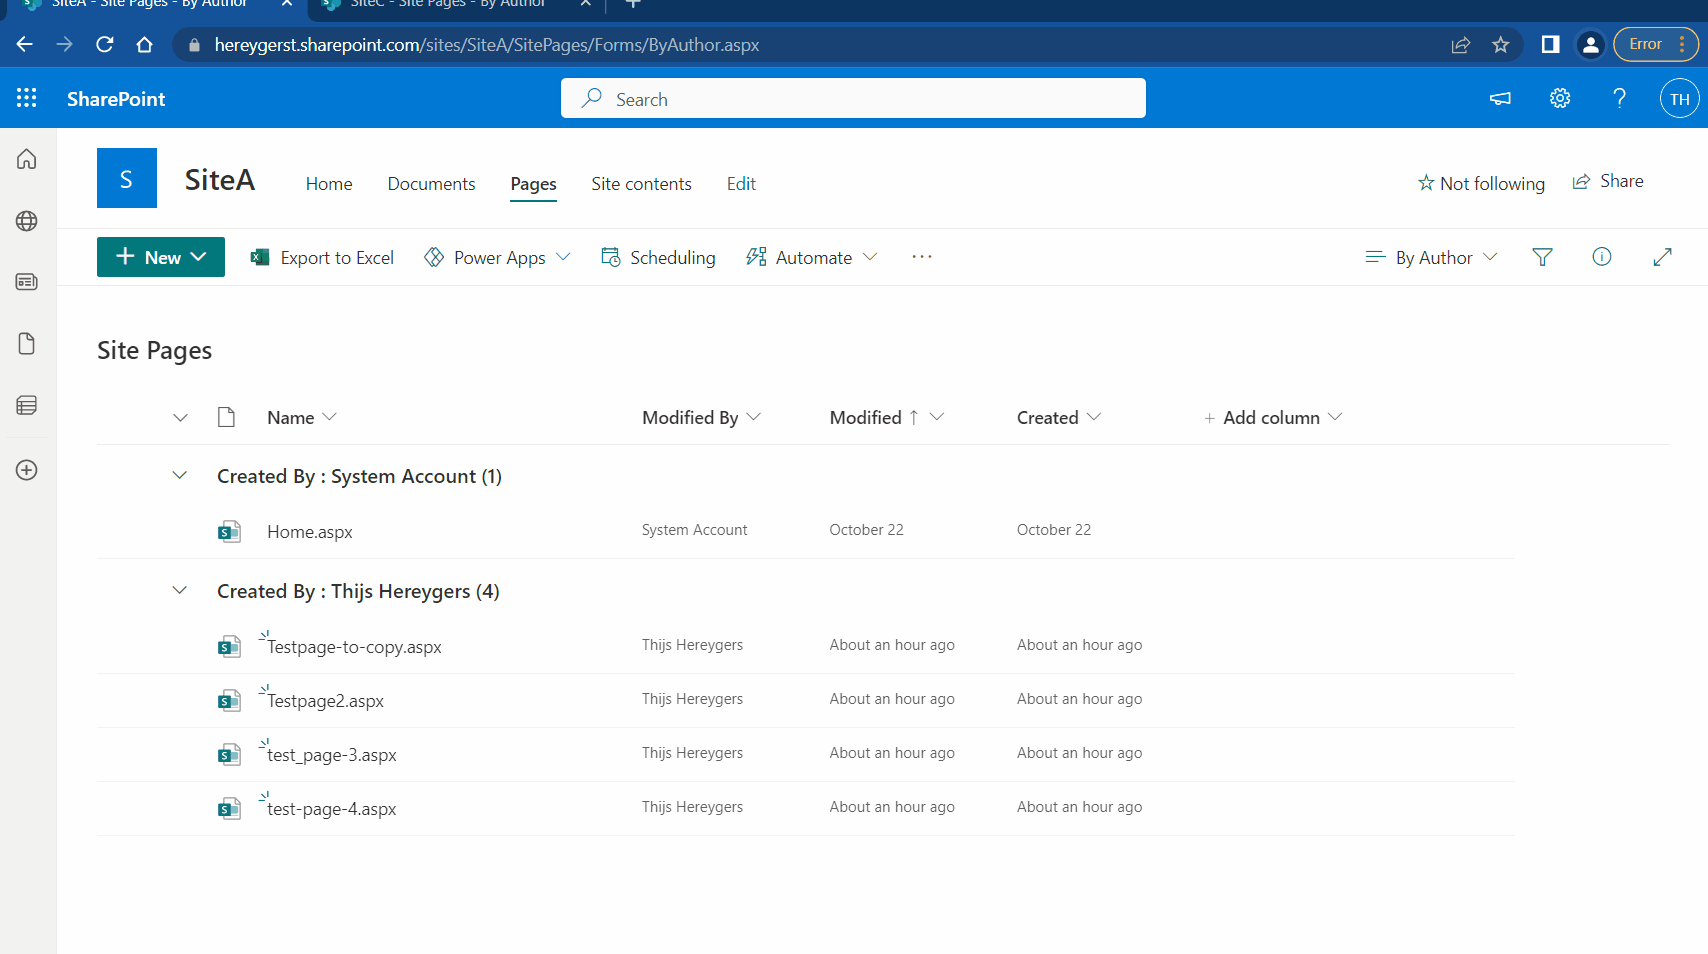 SiteA - Site Pages - By Author
SiteC - Site Pages - By Author
hereygerst.sharepoint.com/sites/SiteA/SitePages/Forms/ByAuthor.aspx
Error
SharePoint
Search
TH
S
SiteA
Home Documents Pages Site contents Edit
Not following
Share
New
Export to Excel
Power Apps
Scheduling
Automate
By Author
Site Pages
Name Modified By Modified Created Add column
Created By : System Account (1)
Home.aspx System Account October 22 October 22
Created By : Thijs Hereygers (4)
Testpage-to-copy.aspx Thijs Hereygers About an hour ago About an hour ago
Testpage2.aspx Thijs Hereygers About an hour ago About an hour ago
test_page-3.aspx Thijs Hereygers About an hour ago About an hour ago
test-page-4.aspx Thijs Hereygers About an hour ago About an hour ago